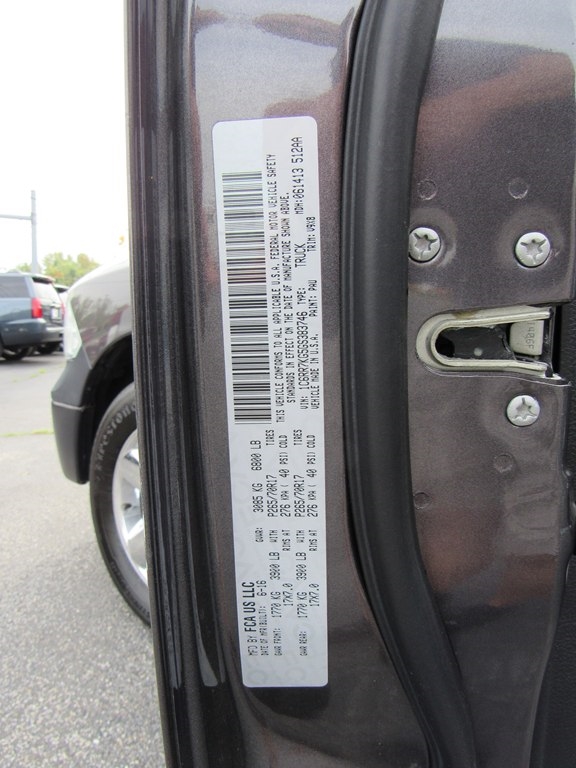 MFD BY FCA US LLC
DATE OF MFR(BUILT): 6-16 GVWR: 3085 KG 6800 LB
GAWR FRONT: 1770 KG 3900 LB WITH P265/70R17 TIRES
17X7.0 RIMS AT 276 KPA ( 40 PSI) COLD
GAWR REAR: 1770 KG 3900 LB WITH P265/70R17 TIRES
17X7.0 RIMS AT 276 KPA ( 40 PSI) COLD
THIS VEHICLE CONFORMS TO ALL APPLICABLE U.S.A. FEDERAL MOTOR VEHICLE SAFETY
STANDARDS IN EFFECT ON THE DATE OF MANUFACTURE SHOWN ABOVE.
VIN: 1C6RR7KG5GS383746 TYPE: TRUCK MDH: 061413 512AA
VEHICLE MADE IN U.S.A. PAINT: PAU TRIM: V9X8